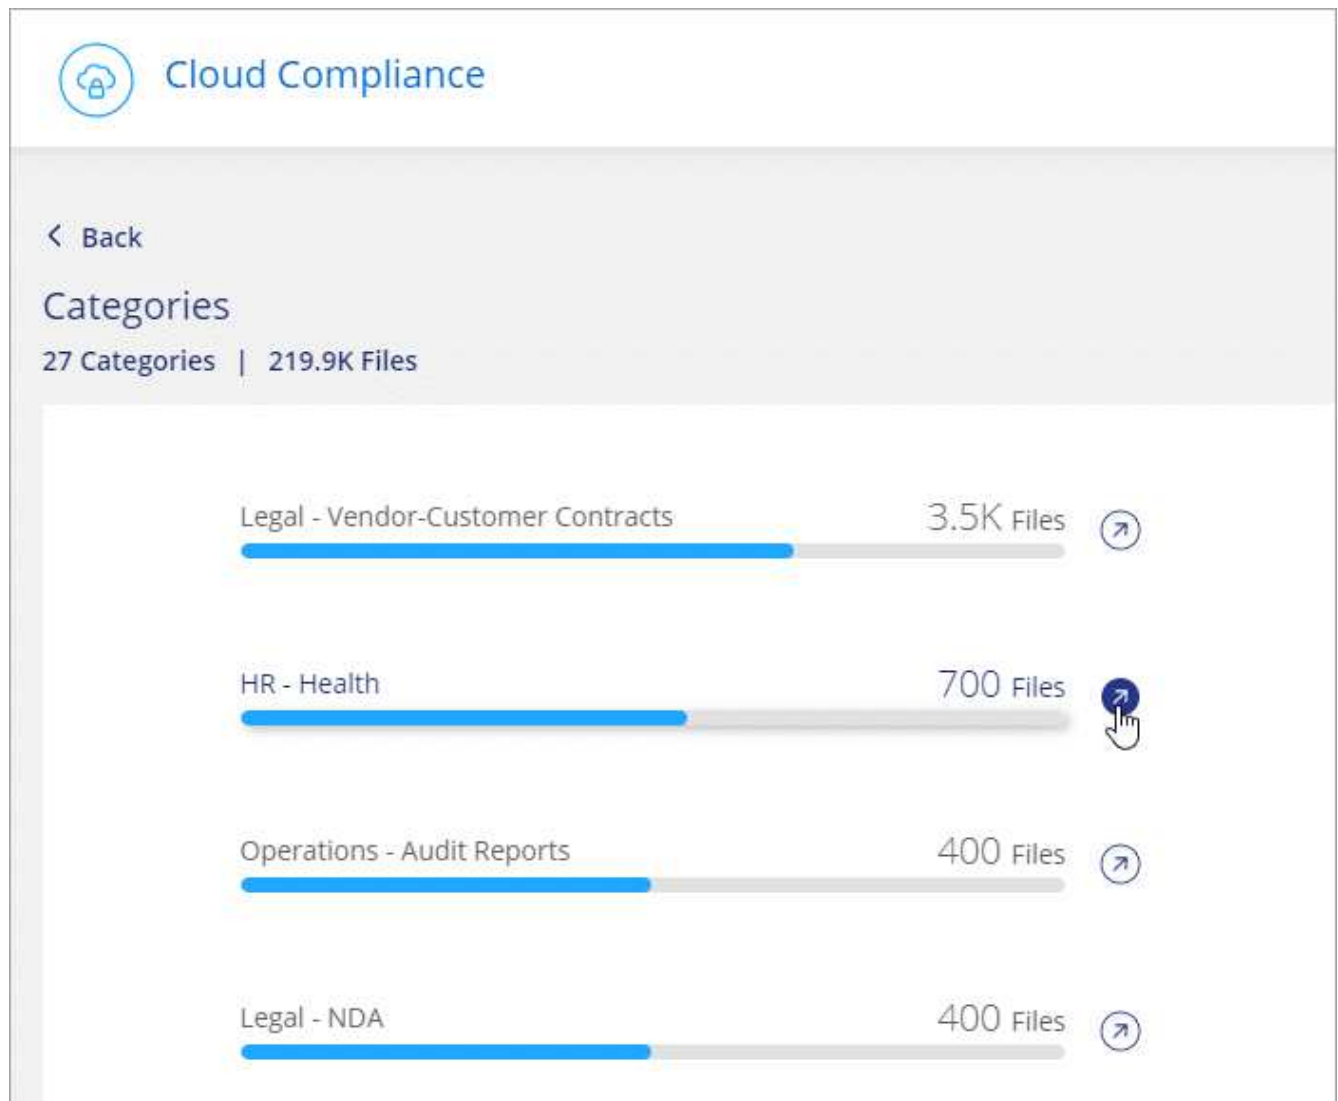 Cloud Compliance
Back
Categories
27 Categories | 219.9K Files
Legal - Vendor-Customer Contracts 3.5K Files
HR - Health 700 Files
Operations - Audit Reports 400 Files
Legal - NDA 400 Files